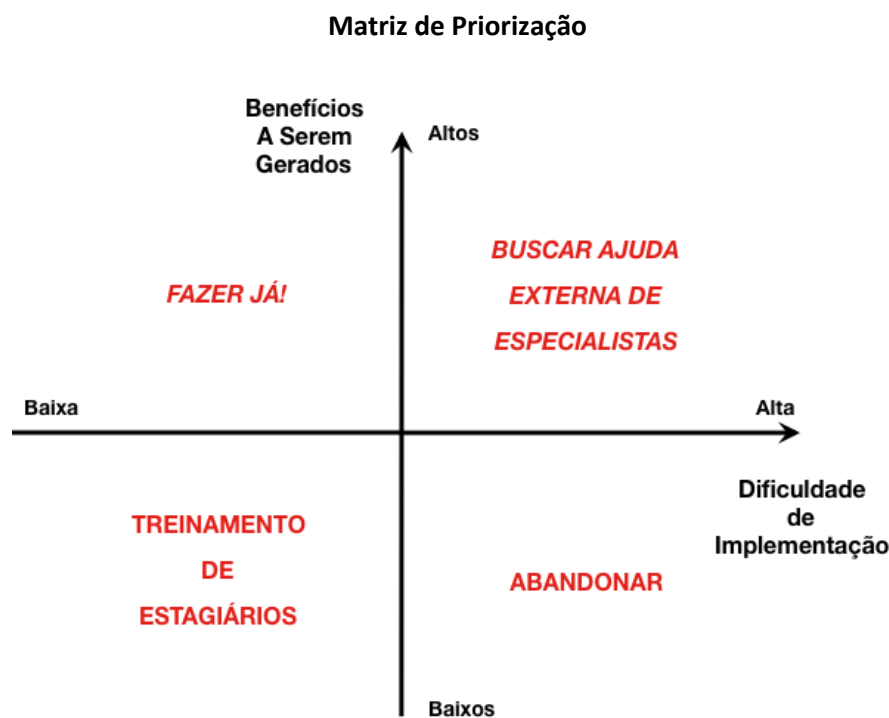 Matriz de Priorização
Benefícios
A Serem
Gerados
Altos
FAZER JÁ!
BUSCAR AJUDA
EXTERNA DE
ESPECIALISTAS
Baixa
Alta
Dificuldade
de
Implementação
TREINAMENTO
DE
ESTAGIÁRIOS
ABANDONAR
Baixos